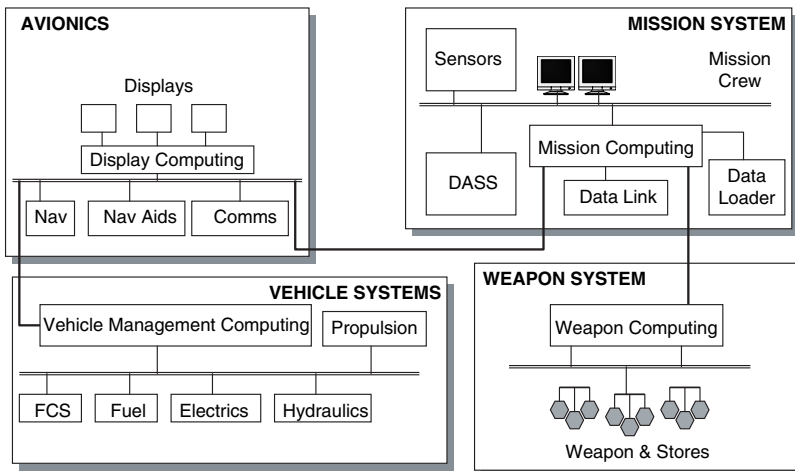 AVIONICS
Displays
Display Computing
Nav
Nav Aids
Comms
MISSION SYSTEM
Sensors
Mission
Crew
Mission Computing
DASS
Data Link
Data
Loader
VEHICLE SYSTEMS
Vehicle Management Computing
Propulsion
FCS
Fuel
Electrics
Hydraulics
WEAPON SYSTEM
Weapon Computing
Weapon & Stores